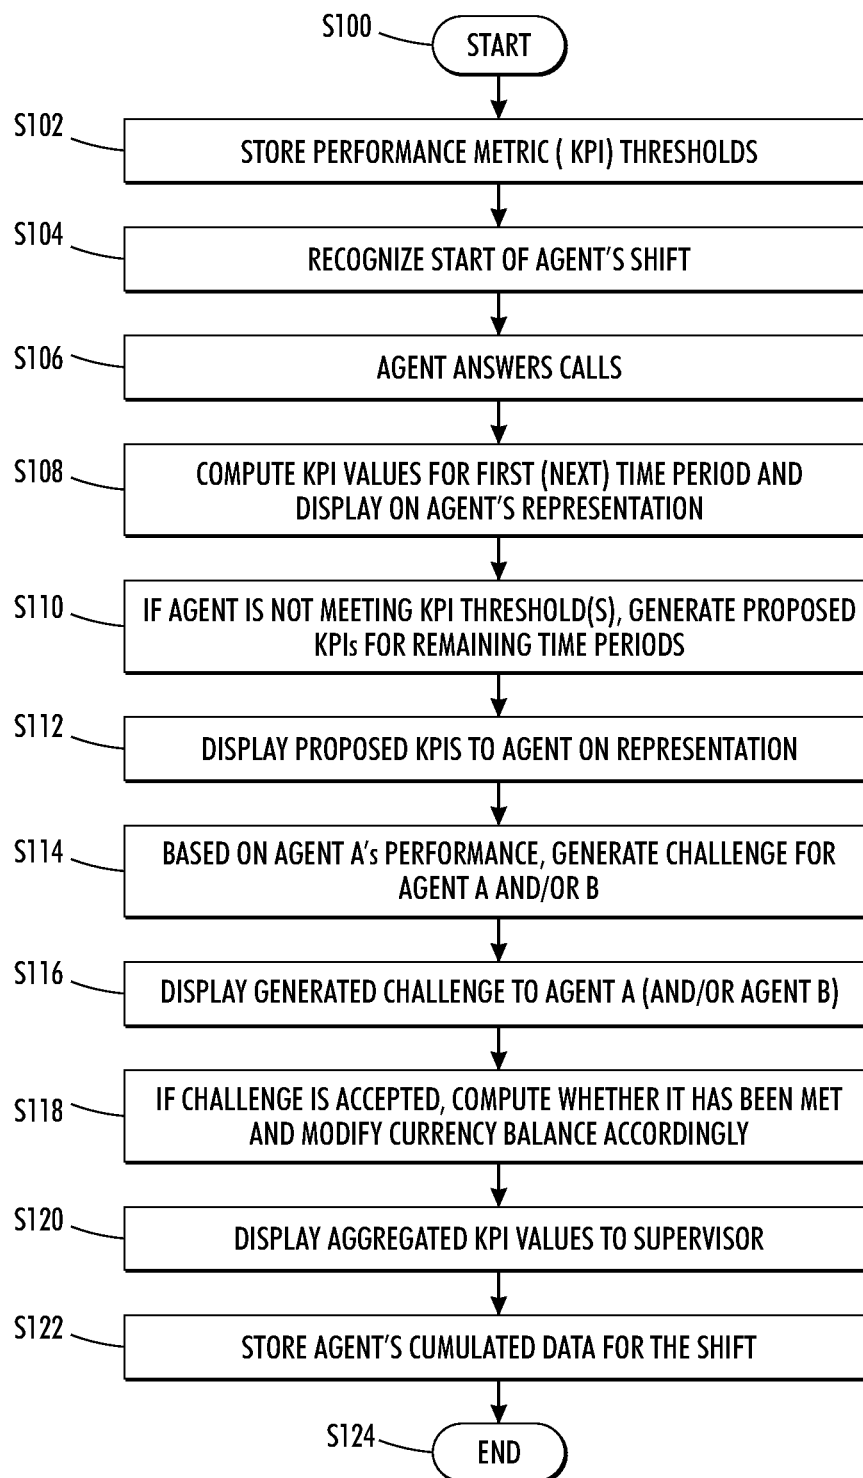 S100
START
S102
STORE PERFORMANCE METRIC ( KPI) THRESHOLDS
S104
RECOGNIZE START OF AGENT'S SHIFT
S106
AGENT ANSWERS CALLS
S108
COMPUTE KPI VALUES FOR FIRST (NEXT) TIME PERIOD AND
DISPLAY ON AGENT'S REPRESENTATION
S110
IF AGENT IS NOT MEETING KPI THRESHOLD(S), GENERATE PROPOSED
KPIs FOR REMAINING TIME PERIODS
S112
DISPLAY PROPOSED KPIS TO AGENT ON REPRESENTATION
S114
BASED ON AGENT A's PERFORMANCE, GENERATE CHALLENGE FOR
AGENT A AND/OR B
S116
DISPLAY GENERATED CHALLENGE TO AGENT A (AND/OR AGENT B)
S118
IF CHALLENGE IS ACCEPTED, COMPUTE WHETHER IT HAS BEEN MET
AND MODIFY CURRENCY BALANCE ACCORDINGLY
S120
DISPLAY AGGREGATED KPI VALUES TO SUPERVISOR
S122
STORE AGENT'S CUMULATED DATA FOR THE SHIFT
S124
END